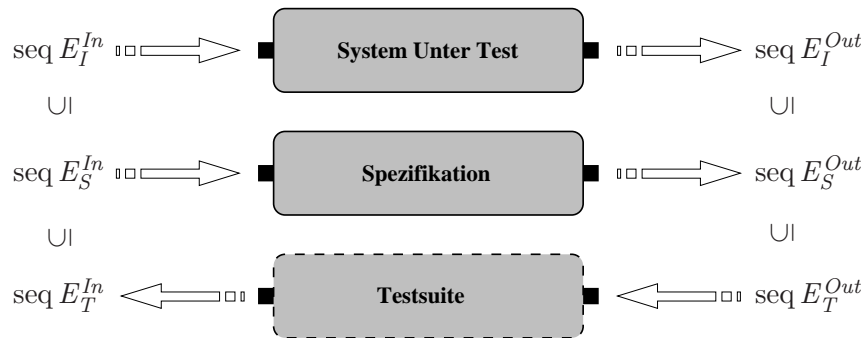 seq E_I^{In} System Unter Test seq E_I^{Out}
∪| ∪|
seq E_S^{In} Spezifikation seq E_S^{Out}
∪| ∪|
seq E_T^{In} Testsuite seq E_T^{Out}